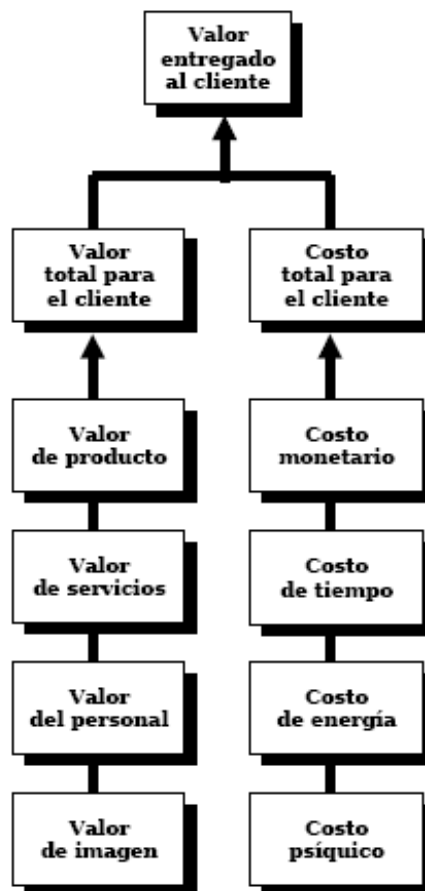 Valor
entregado
al cliente
Valor
total para
el cliente
Costo
total para
el cliente
Valor
de producto
Costo
monetario
Valor
de servicios
Costo
de tiempo
Valor
del personal
Costo
de energía
Valor
de imagen
Costo
psíquico